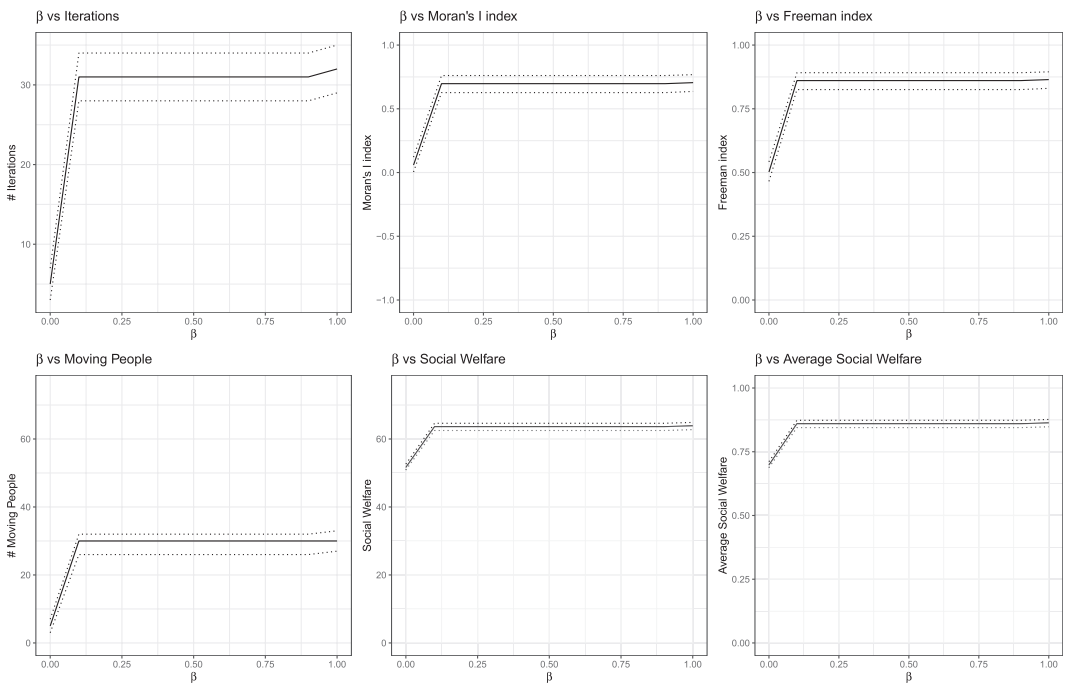 β vs Iterations
# Iterations
30
20
10
0.00 0.25 0.50 0.75 1.00
β
β vs Moran's I index
Moran's I index
1.0
0.5
0.0
−0.5
−1.0
0.00 0.25 0.50 0.75 1.00
β
β vs Freeman index
Freeman index
1.00
0.75
0.50
0.25
0.00
0.00 0.25 0.50 0.75 1.00
β
β vs Moving People
# Moving People
60
40
20
0
0.00 0.25 0.50 0.75 1.00
β
β vs Social Welfare
Social Welfare
60
40
20
0
0.00 0.25 0.50 0.75 1.00
β
β vs Average Social Welfare
Average Social Welfare
1.00
0.75
0.50
0.25
0.00
0.00 0.25 0.50 0.75 1.00
β